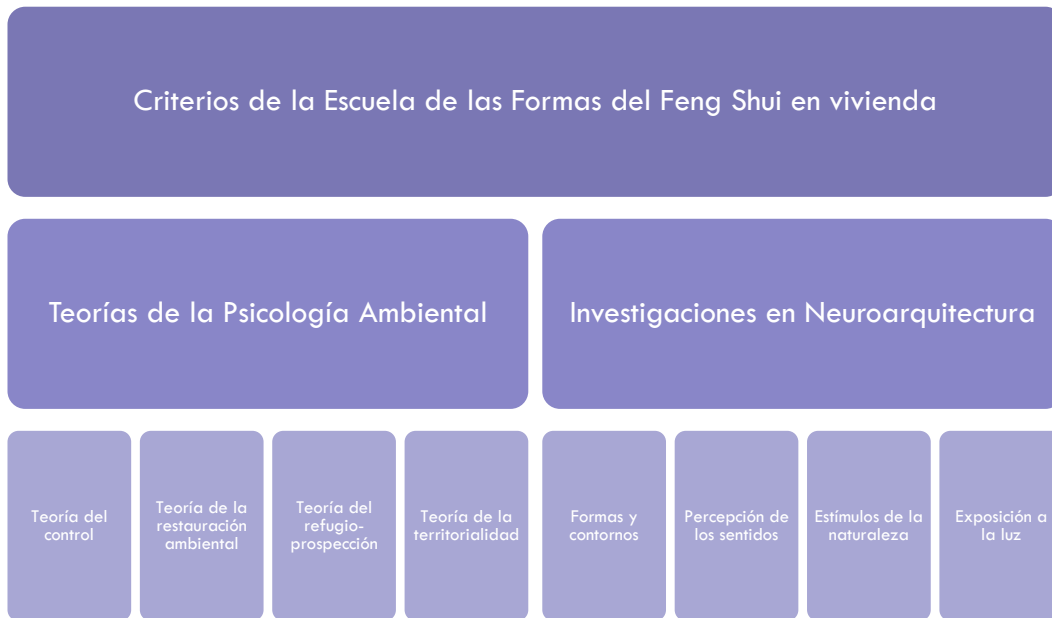 Criterios de la Escuela de las Formas del Feng Shui en vivienda
Teorías de la Psicología Ambiental
Investigaciones en Neuroarquitectura
Teoría del
control
Teoría de la
restauración
ambiental
Teoría del
refugio-
prospección
Teoría de la
territorialidad
Formas y
contornos
Percepción de
los sentidos
Estímulos de la
naturaleza
Exposición a
la luz